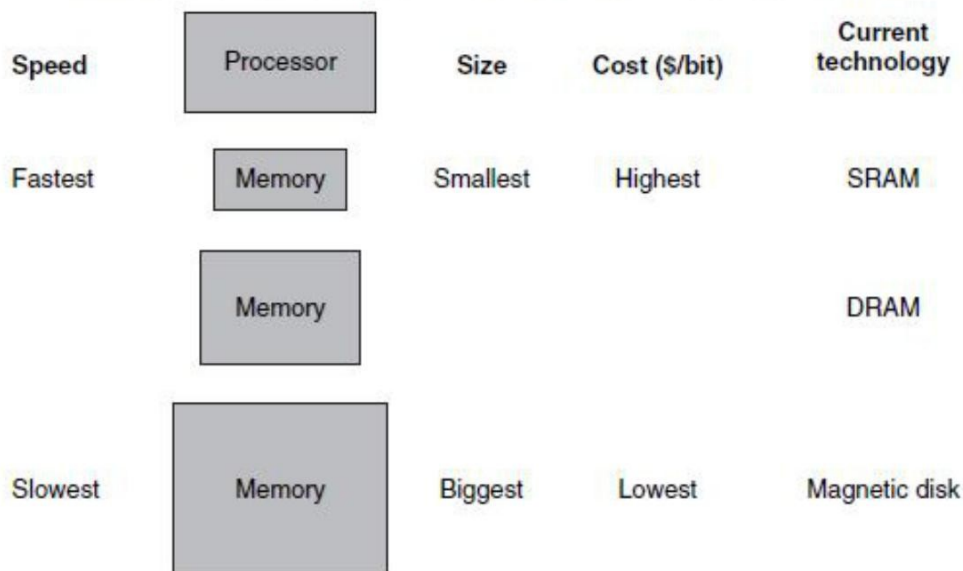 Speed Processor Size Cost ($/bit) Current technology
Fastest Memory Smallest Highest SRAM
Memory DRAM
Slowest Memory Biggest Lowest Magnetic disk